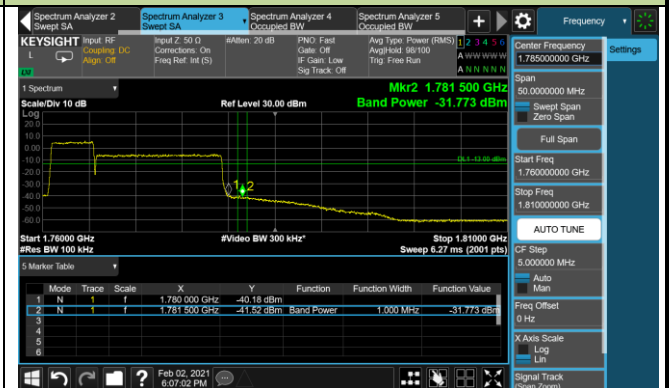 Spectrum Analyzer 2
Swept SA
Spectrum Analyzer 3
Swept SA
Spectrum Analyzer 4
Occupied BW
Spectrum Analyzer 5
Occupied BW
+
Frequency
KEYSIGHT
L
LM
Input: RF
Coupling: DC
Align: Off
Input Z: 50 Ω
Corrections: On
Freq Ref: Int (S)
#Atten: 20 dB
PNO: Fast
Gate: Off
IF Gain: Low
Sig Track: Off
Avg Type: Power (RMS)
Avg|Hold: 98/100
Trig: Free Run
1 2 3 4 5 6
A W W W W W
A N N N N N
1 Spectrum
Scale/Div 10 dB
Ref Level 30.00 dBm
Mkr2 1.781 500 GHz
Band Power -31.773 dBm
Log
20.0
10.0
0.00
-10.0
-20.0
-30.0
-40.0
-50.0
-60.0
DL1 -13.00 dBm
1
2
Start 1.76000 GHz
#Res BW 100 kHz
#Video BW 300 kHz*
Stop 1.81000 GHz
Sweep 6.27 ms (2001 pts)
5 Marker Table
Mode Trace Scale X Y Function Function Width Function Value
1 N 1 f 1.780 000 GHz -40.18 dBm
2 N 1 f 1.781 500 GHz -41.52 dBm Band Power 1.000 MHz -31.773 dBm
3
4
5
6
?
Feb 02, 2021
6:07:02 PM
Center Frequency
1.785000000 GHz
Settings
Span
50.0000000 MHz
Swept Span
Zero Span
Full Span
Start Freq
1.760000000 GHz
Stop Freq
1.810000000 GHz
AUTO TUNE
CF Step
5.000000 MHz
Auto
Man
Freq Offset
0 Hz
X Axis Scale
Log
Lin
Signal Track
(Span Zoom)